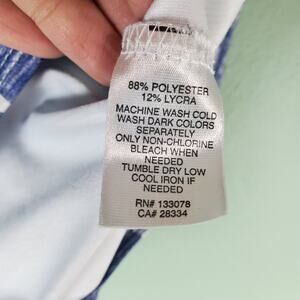 88% POLYESTER
12% LYCRA
MACHINE WASH COLD
WASH DARK COLORS
SEPARATELY
ONLY NON-CHLORINE
BLEACH WHEN
NEEDED
TUMBLE DRY LOW
COOL IRON IF
NEEDED
RN# 133078
CA# 28334